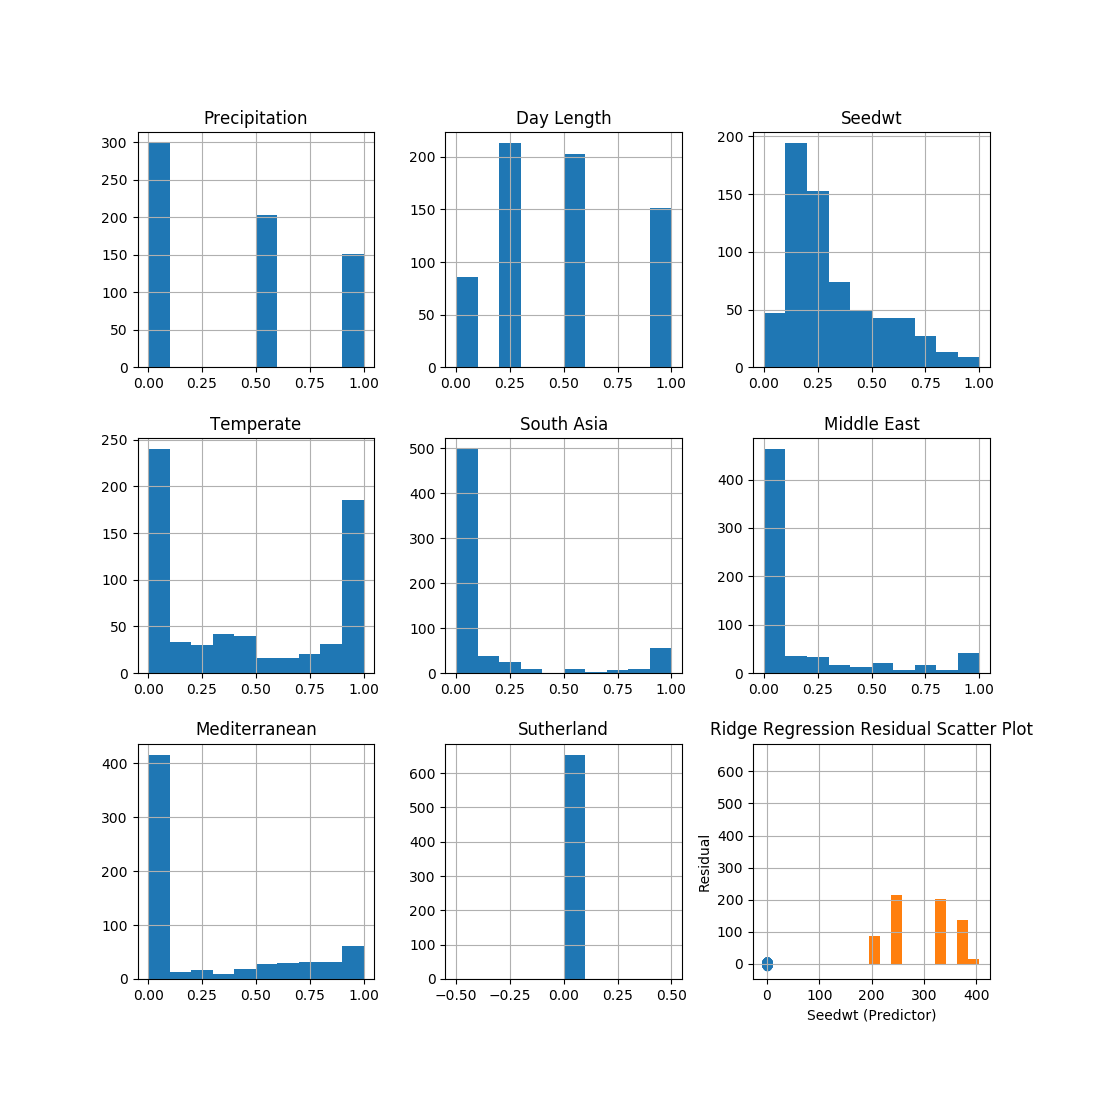 Precipitation
300
250
200
150
100
50
0
0.00 0.25 0.50 0.75 1.00
Day Length
200
150
100
50
0
0.00 0.25 0.50 0.75 1.00
Seedwt
200
150
100
50
0
0.00 0.25 0.50 0.75 1.00
Temperate
250
200
150
100
50
0
0.00 0.25 0.50 0.75 1.00
South Asia
500
400
300
200
100
0
0.00 0.25 0.50 0.75 1.00
Middle East
400
300
200
100
0
0.00 0.25 0.50 0.75 1.00
Mediterranean
400
300
200
100
0
0.00 0.25 0.50 0.75 1.00
Sutherland
600
500
400
300
200
100
0
−0.50 −0.25 0.00 0.25 0.50
Ridge Regression Residual Scatter Plot
Residual
600
500
400
300
200
100
0
0 100 200 300 400
Seedwt (Predictor)